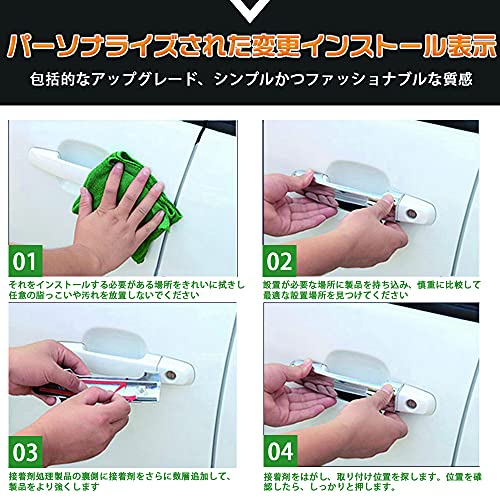 パーソナライズされた変更インストール表示
包括的なアップグレード、シンプルかつファッショナブルな質感
01
それをインストールする必要がある場所をきれいに拭きし
任意の脂っこいや汚れを放置しないでください
02
設置が必要な場所に製品を持ち込み、慎重に比較して
最適な設置場所を見つけてください
03
接着剤処理製品の裏側に接着剤をさらに数層追加して、
製品をより強くします
04
接着剤をはがし、取り付け位置を探します。位置を確
認したら、しっかりと押します。